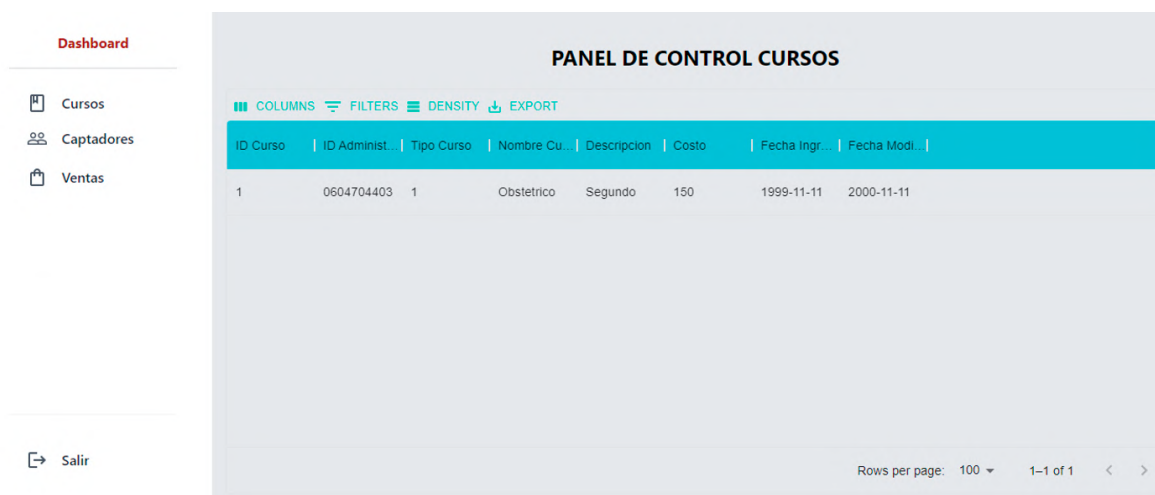 Dashboard
Cursos
Captadores
Ventas
Salir
PANEL DE CONTROL CURSOS
COLUMNS FILTERS DENSITY EXPORT
ID Curso ID Administ... Tipo Curso Nombre Cu... Descripcion Costo Fecha Ingr... Fecha Modi...
1 0604704403 1 Obstetrico Segundo 150 1999-11-11 2000-11-11
Rows per page: 100 1–1 of 1